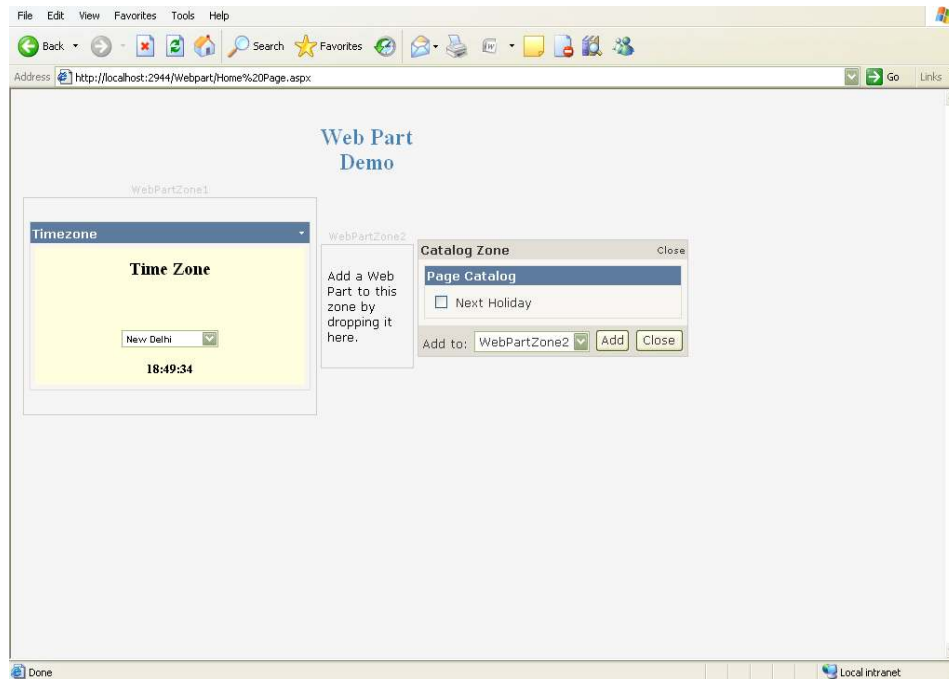 File Edit View Favorites Tools Help
Back Search Favorites
Address http://localhost:2944/Webpart/Home%20Page.aspx Go Links
Web Part
Demo
WebPartZone1
Timezone
Time Zone
New Delhi
18:49:34
WebPartZone2
Add a Web
Part to this
zone by
dropping it
here.
Catalog Zone Close
Page Catalog
Next Holiday
Add to: WebPartZone2 Add Close
Done Local intranet